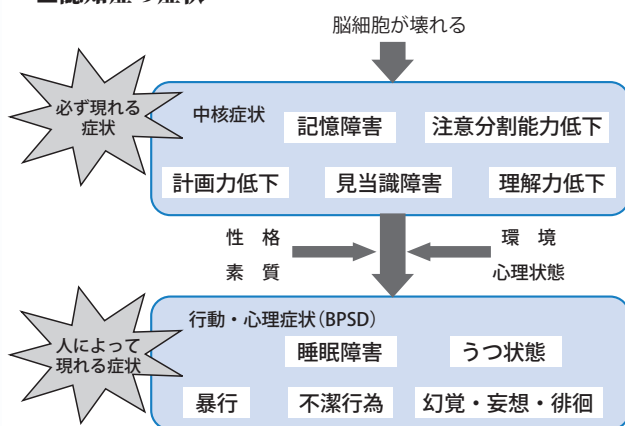 脳細胞が壊れる
必ず現れる
症状
中核症状
記憶障害 注意分割能力低下
計画力低下 見当識障害 理解力低下
性 格 環 境
素 質 心理状態
行動・心理症状(BPSD)
人によって
現れる症状
睡眠障害 うつ状態
暴行 不潔行為 幻覚・妄想・徘徊